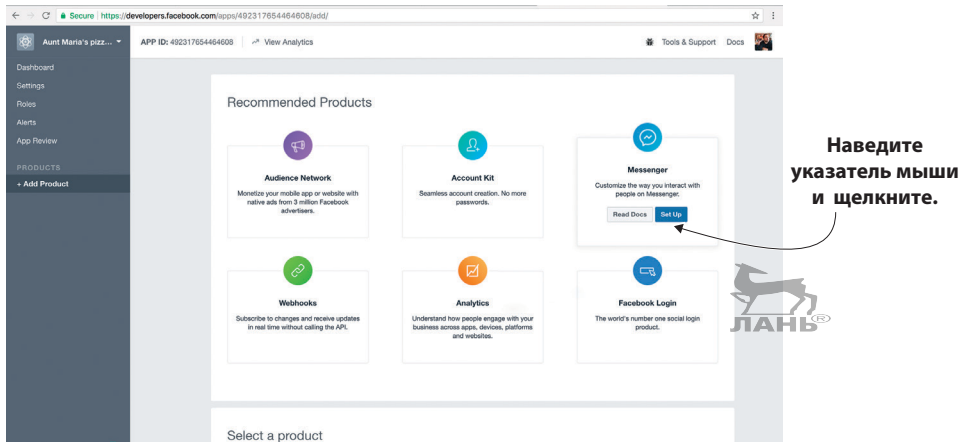 Secure https://developers.facebook.com/apps/492317654464608/add/
Aunt Maria's pizz...
APP ID: 492317654464608
View Analytics
Tools & Support
Docs
Dashboard
Settings
Roles
Alerts
App Review
PRODUCTS
+ Add Product
Recommended Products
Audience Network
Monetize your mobile app or website with
native ads from 3 million Facebook
advertisers.
Account Kit
Seamless account creation. No more
passwords.
Messenger
Customize the way you interact with
people on Messenger.
Read Docs
Set Up
Webhooks
Subscribe to changes and receive updates
in real time without calling the API.
Analytics
Understand how people engage with your
business across apps, devices, platforms
and websites.
Facebook Login
The world's number one social login
product.
Select a product
Наведите
указатель мыши
и щелкните.
ЛАНЬ®